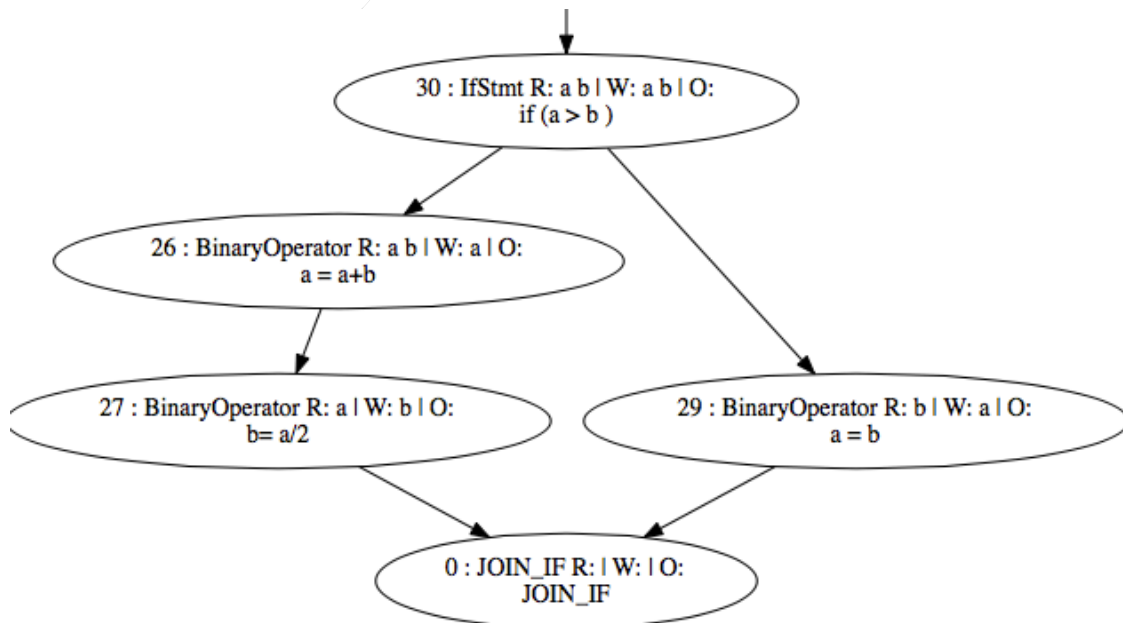 30 : IfStmt R: a b | W: a b | O:
if (a > b )
26 : BinaryOperator R: a b | W: a | O:
a = a+b
27 : BinaryOperator R: a | W: b | O:
b= a/2
29 : BinaryOperator R: b | W: a | O:
a = b
0 : JOIN_IF R: | W: | O:
JOIN_IF